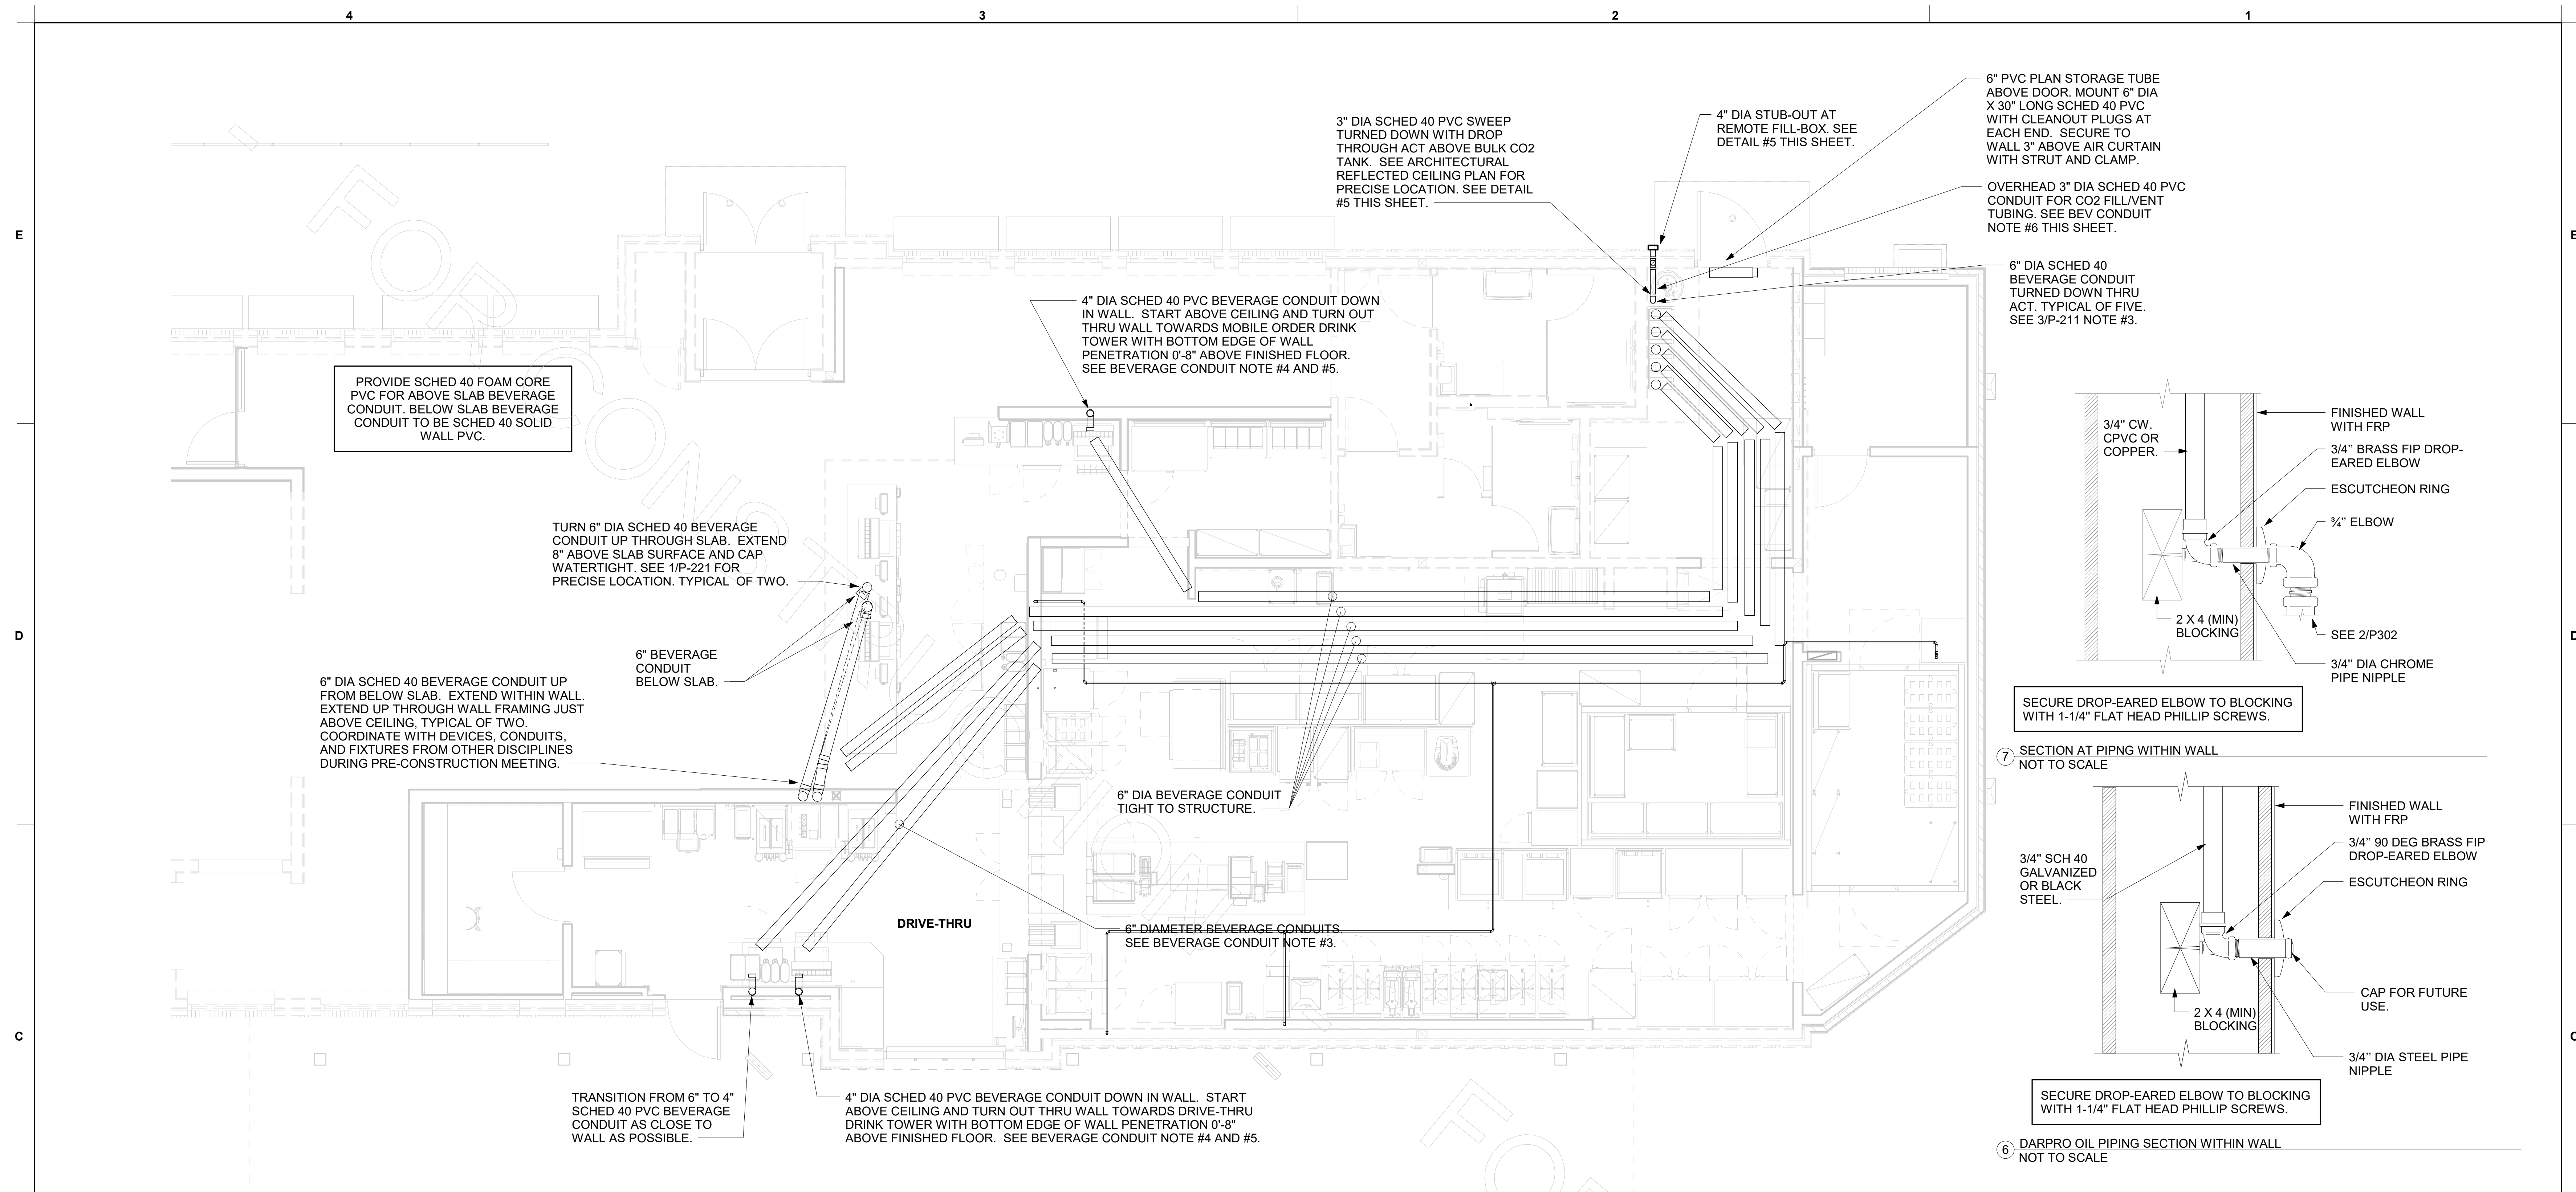 4
3
2
1
E
E
D
D
C
C
6" PVC PLAN STORAGE TUBE
ABOVE DOOR. MOUNT 6" DIA
X 30" LONG SCHED 40 PVC
WITH CLEANOUT PLUGS AT
EACH END. SECURE TO
WALL 3" ABOVE AIR CURTAIN
WITH STRUT AND CLAMP.
4" DIA STUB-OUT AT
REMOTE FILL-BOX. SEE
DETAIL #5 THIS SHEET.
3" DIA SCHED 40 PVC SWEEP
TURNED DOWN WITH DROP
THROUGH ACT ABOVE BULK CO2
TANK. SEE ARCHITECTURAL
REFLECTED CEILING PLAN FOR
PRECISE LOCATION. SEE DETAIL
#5 THIS SHEET.
OVERHEAD 3" DIA SCHED 40 PVC
CONDUIT FOR CO2 FILL/VENT
TUBING. SEE BEV CONDUIT
NOTE #6 THIS SHEET.
6" DIA SCHED 40
BEVERAGE CONDUIT
TURNED DOWN THRU
ACT. TYPICAL OF FIVE.
SEE 3/P-211 NOTE #3.
4" DIA SCHED 40 PVC BEVERAGE CONDUIT DOWN
IN WALL. START ABOVE CEILING AND TURN OUT
THRU WALL TOWARDS MOBILE ORDER DRINK
TOWER WITH BOTTOM EDGE OF WALL
PENETRATION 0'-8" ABOVE FINISHED FLOOR.
SEE BEVERAGE CONDUIT NOTE #4 AND #5.
PROVIDE SCHED 40 FOAM CORE
PVC FOR ABOVE SLAB BEVERAGE
CONDUIT. BELOW SLAB BEVERAGE
CONDUIT TO BE SCHED 40 SOLID
WALL PVC.
TURN 6" DIA SCHED 40 BEVERAGE
CONDUIT UP THROUGH SLAB. EXTEND
8" ABOVE SLAB SURFACE AND CAP
WATERTIGHT. SEE 1/P-221 FOR
PRECISE LOCATION. TYPICAL OF TWO.
6" BEVERAGE
CONDUIT
BELOW SLAB.
6" DIA SCHED 40 BEVERAGE CONDUIT UP
FROM BELOW SLAB. EXTEND WITHIN WALL.
EXTEND UP THROUGH WALL FRAMING JUST
ABOVE CEILING, TYPICAL OF TWO.
COORDINATE WITH DEVICES, CONDUITS,
AND FIXTURES FROM OTHER DISCIPLINES
DURING PRE-CONSTRUCTION MEETING.
6" DIA BEVERAGE CONDUIT
TIGHT TO STRUCTURE.
DRIVE-THRU
6" DIAMETER BEVERAGE CONDUITS.
SEE BEVERAGE CONDUIT NOTE #3.
TRANSITION FROM 6" TO 4"
SCHED 40 PVC BEVERAGE
CONDUIT AS CLOSE TO
WALL AS POSSIBLE.
4" DIA SCHED 40 PVC BEVERAGE CONDUIT DOWN IN WALL. START
ABOVE CEILING AND TURN OUT THRU WALL TOWARDS DRIVE-THRU
DRINK TOWER WITH BOTTOM EDGE OF WALL PENETRATION 0'-8"
ABOVE FINISHED FLOOR. SEE BEVERAGE CONDUIT NOTE #4 AND #5.
3/4" CW.
CPVC OR
COPPER.
FINISHED WALL
WITH FRP
3/4" BRASS FIP DROP-
EARED ELBOW
ESCUTCHEON RING
¾" ELBOW
2 X 4 (MIN)
BLOCKING
SEE 2/P302
3/4" DIA CHROME
PIPE NIPPLE
SECURE DROP-EARED ELBOW TO BLOCKING
WITH 1-1/4" FLAT HEAD PHILLIP SCREWS.
7 SECTION AT PIPNG WITHIN WALL
NOT TO SCALE
3/4" SCH 40
GALVANIZED
OR BLACK
STEEL.
FINISHED WALL
WITH FRP
3/4" 90 DEG BRASS FIP
DROP-EARED ELBOW
ESCUTCHEON RING
CAP FOR FUTURE
USE.
2 X 4 (MIN)
BLOCKING
3/4" DIA STEEL PIPE
NIPPLE
SECURE DROP-EARED ELBOW TO BLOCKING
WITH 1-1/4" FLAT HEAD PHILLIP SCREWS.
6 DARPRO OIL PIPING SECTION WITHIN WALL
NOT TO SCALE
FOR CONSTRUCTION
FO